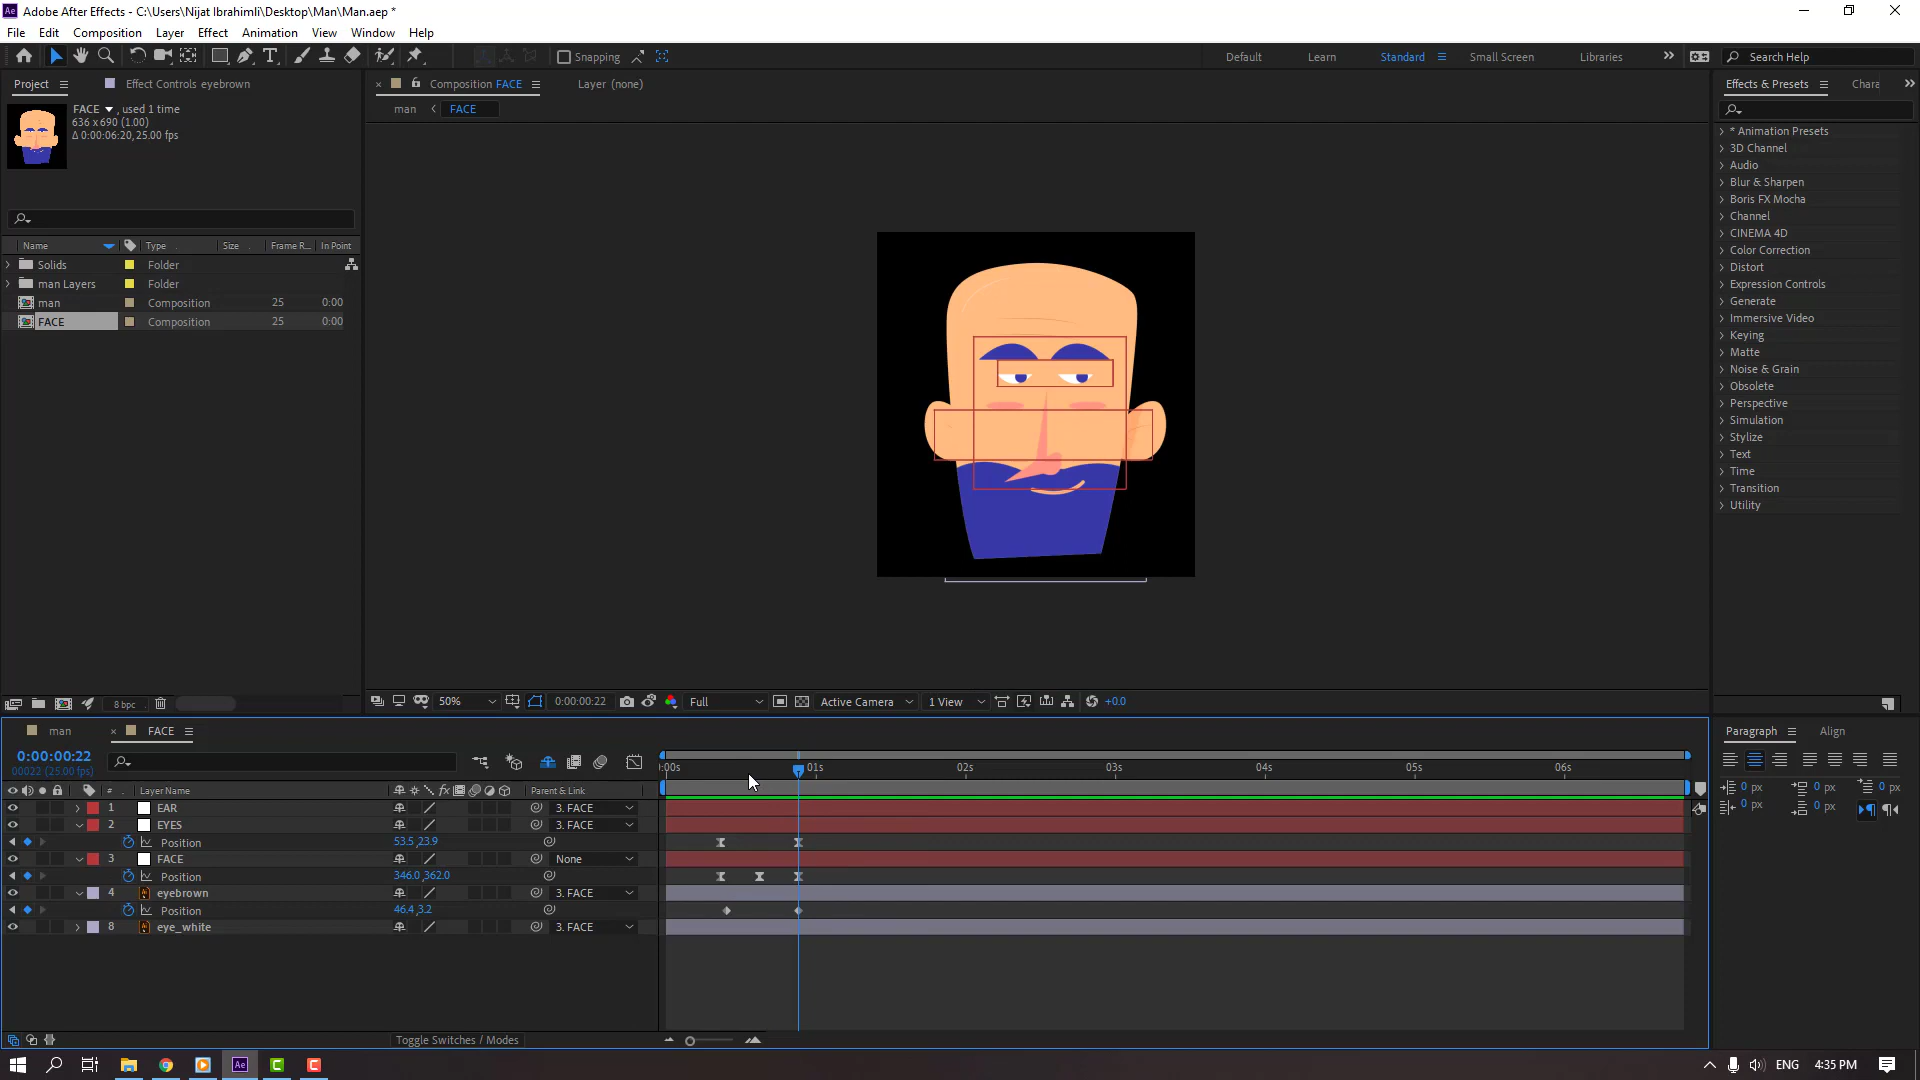 Adobe After Effects - C:\Users\Nijat Ibrahimli\Desktop\Man\Man.aep *
File Edit Composition Layer Effect Animation View Window Help
Snapping Default Learn Standard Small Screen Libraries Search Help
Project Effect Controls eyebrown
FACE , used 1 time
636 x 690 (1.00)
Δ 0:00:06:20, 25.00 fps
Name Type Size Frame R... In Point
Solids Folder
man Layers Folder
man Composition 25 0:00
FACE Composition 25 0:00
8 bpc
Composition FACE Layer (none)
man FACE
50% 0:00:00:22 Full Active Camera 1 View +0.0
Effects & Presets Chara
* Animation Presets
3D Channel
Audio
Blur & Sharpen
Boris FX Mocha
Channel
CINEMA 4D
Color Correction
Distort
Expression Controls
Generate
Immersive Video
Keying
Matte
Noise & Grain
Obsolete
Perspective
Simulation
Stylize
Text
Time
Transition
Utility
man FACE
0:00:00:22
00022 (25.00 fps)
:00s 01s 02s 03s 04s 05s 06s
# Layer Name Parent & Link
1 EAR 3. FACE
2 EYES 3. FACE
Position 53.5,23.9
3 FACE None
Position 346.0,362.0
4 eyebrown 3. FACE
Position 46.4,3.2
8 eye_white 3. FACE
Toggle Switches / Modes
Paragraph Align
0 px 0 px 0 px
0 px 0 px
ENG 4:35 PM